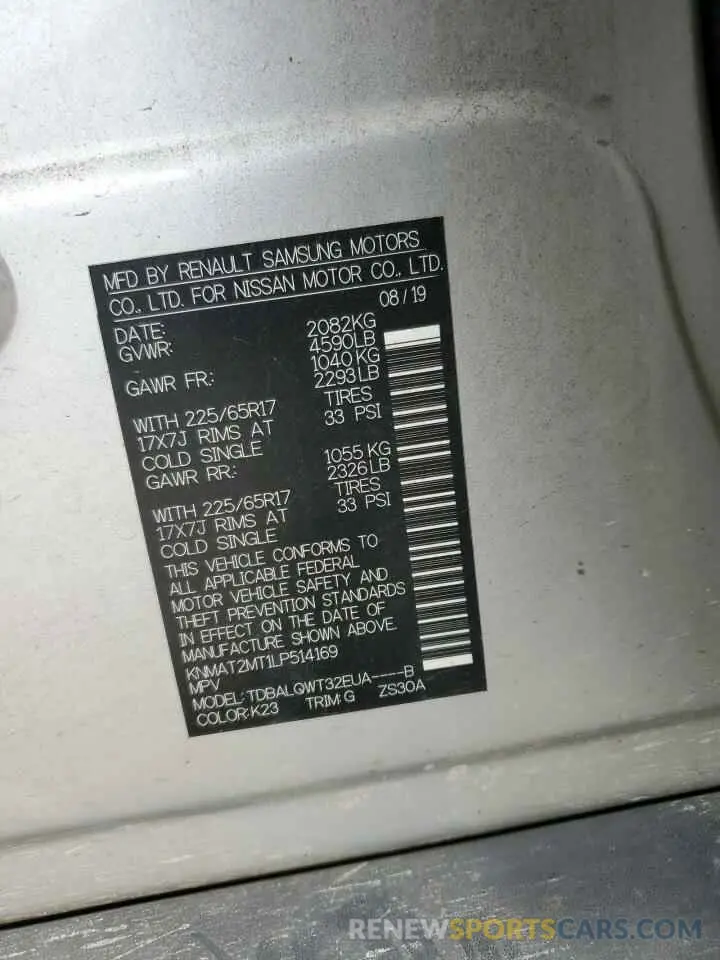 MFD BY RENAULT SAMSUNG MOTORS
CO., LTD. FOR NISSAN MOTOR CO., LTD.
DATE: 08/19
GVWR: 2082KG
4590LB
GAWR FR: 1040KG
2293LB
WITH 225/65R17 TIRES
17X7J RIMS AT 33 PSI
COLD SINGLE
GAWR RR: 1055 KG
2326LB
WITH 225/65R17 TIRES
17X7J RIMS AT 33 PSI
COLD SINGLE
THIS VEHICLE CONFORMS TO
ALL APPLICABLE FEDERAL
MOTOR VEHICLE SAFETY AND
THEFT PREVENTION STANDARDS
IN EFFECT ON THE DATE OF
MANUFACTURE SHOWN ABOVE.
KNMAT2MT1LP514169
MPV
MODEL: TDBALQWT32EUA----B
COLOR:K23 TRIM:G ZS30A
RENEWSPORTSCARS.COM